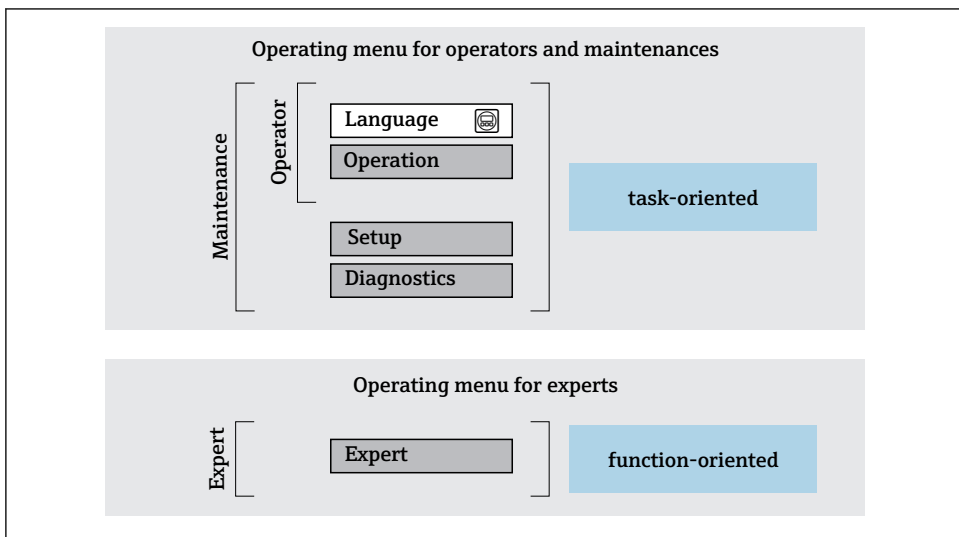 Operating menu for operators and maintenances
Maintenance
Operator
Language
Operation
Setup
Diagnostics
task-oriented
Operating menu for experts
Expert
Expert
function-oriented